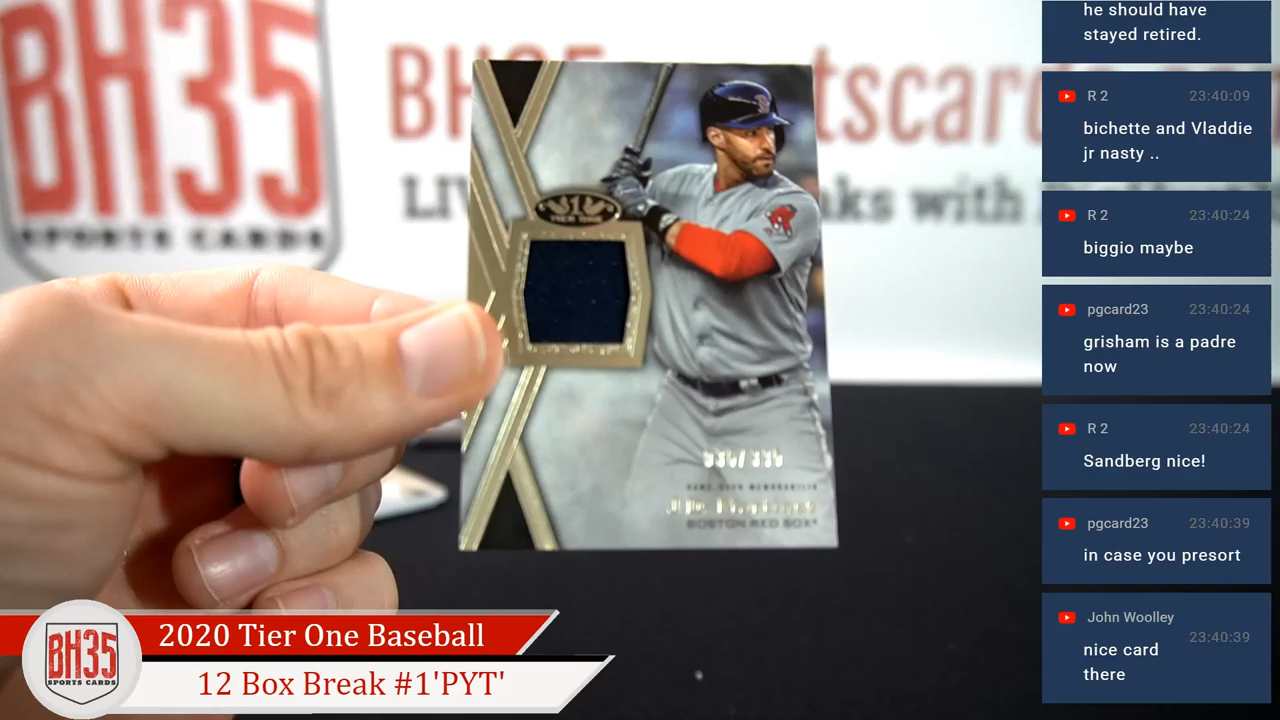 BH35
SPORTS CARDS
TIER ONE
BOSTON RED SOX
he should have
stayed retired.
R 2 23:40:09
bichette and Vladdie
jr nasty ..
R 2 23:40:24
biggio maybe
pgcard23 23:40:24
grisham is a padre
now
R 2 23:40:24
Sandberg nice!
pgcard23 23:40:39
in case you presort
John Woolley 23:40:39
nice card
there
BH35
SPORTS CARDS
2020 Tier One Baseball
12 Box Break #1'PYT'